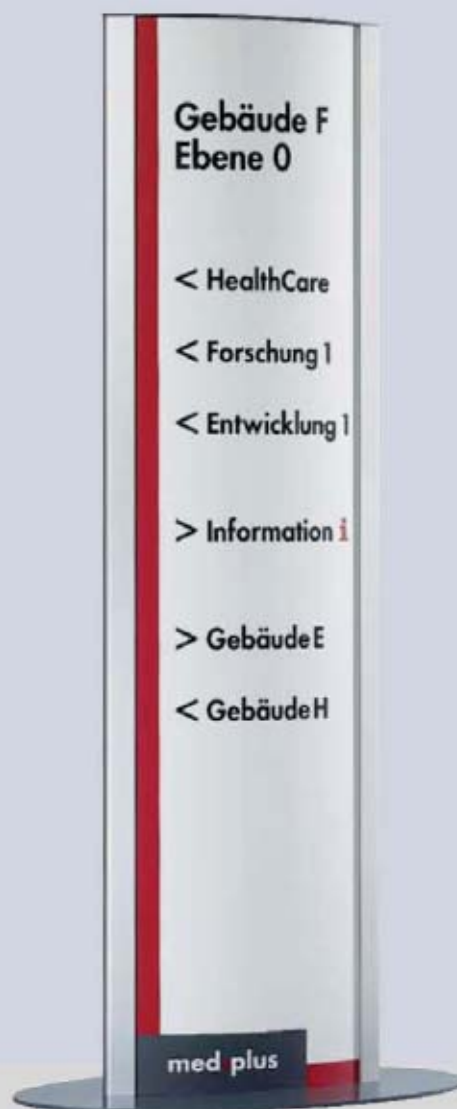 Gebäude F
Ebene 0
< HealthCare
< Forschung 1
< Entwicklung 1
> Information i
> Gebäude E
< Gebäude H
med plus